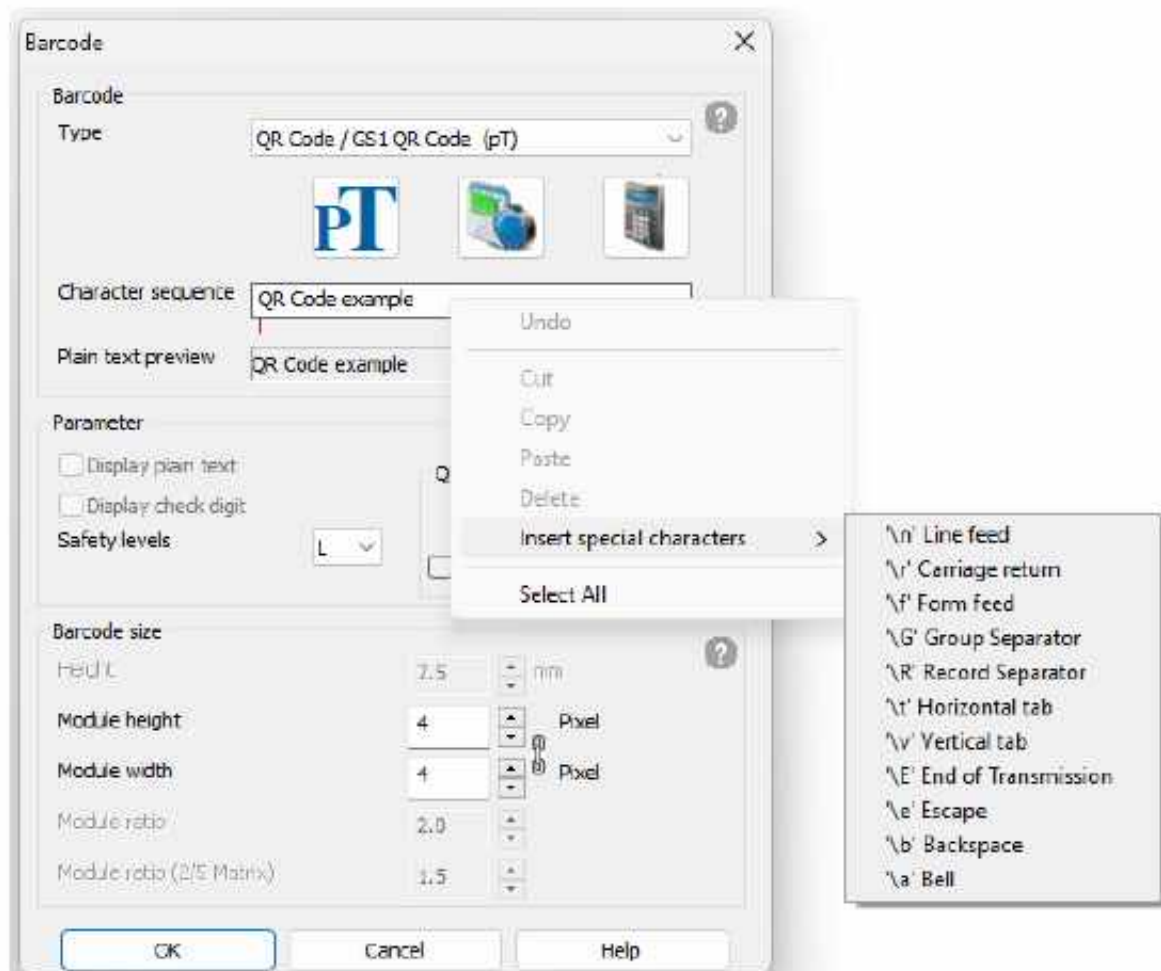 Barcode
Barcode
Type
QR Code / GS1 QR Code (pT)
pT
Character sequence
QR Code example
Plain text preview
QR Code example
Undo
Cut
Copy
Paste
Delete
Insert special characters
Select All
Parameter
Display plain text
Display check digit
Safety levels
L
Q
'\n' Line feed
'\r' Carriage return
'\f' Form feed
'\G' Group Separator
'\R' Record Separator
'\t' Horizontal tab
'\v' Vertical tab
'\E' End of Transmission
'\e' Escape
'\b' Backspace
'\a' Bell
Barcode size
Height 7.5 mm
Module height 4 Pixel
Module width 4 Pixel
Module ratio 2.0
Module ratio (2/5 Matrix) 1.5
OK Cancel Help